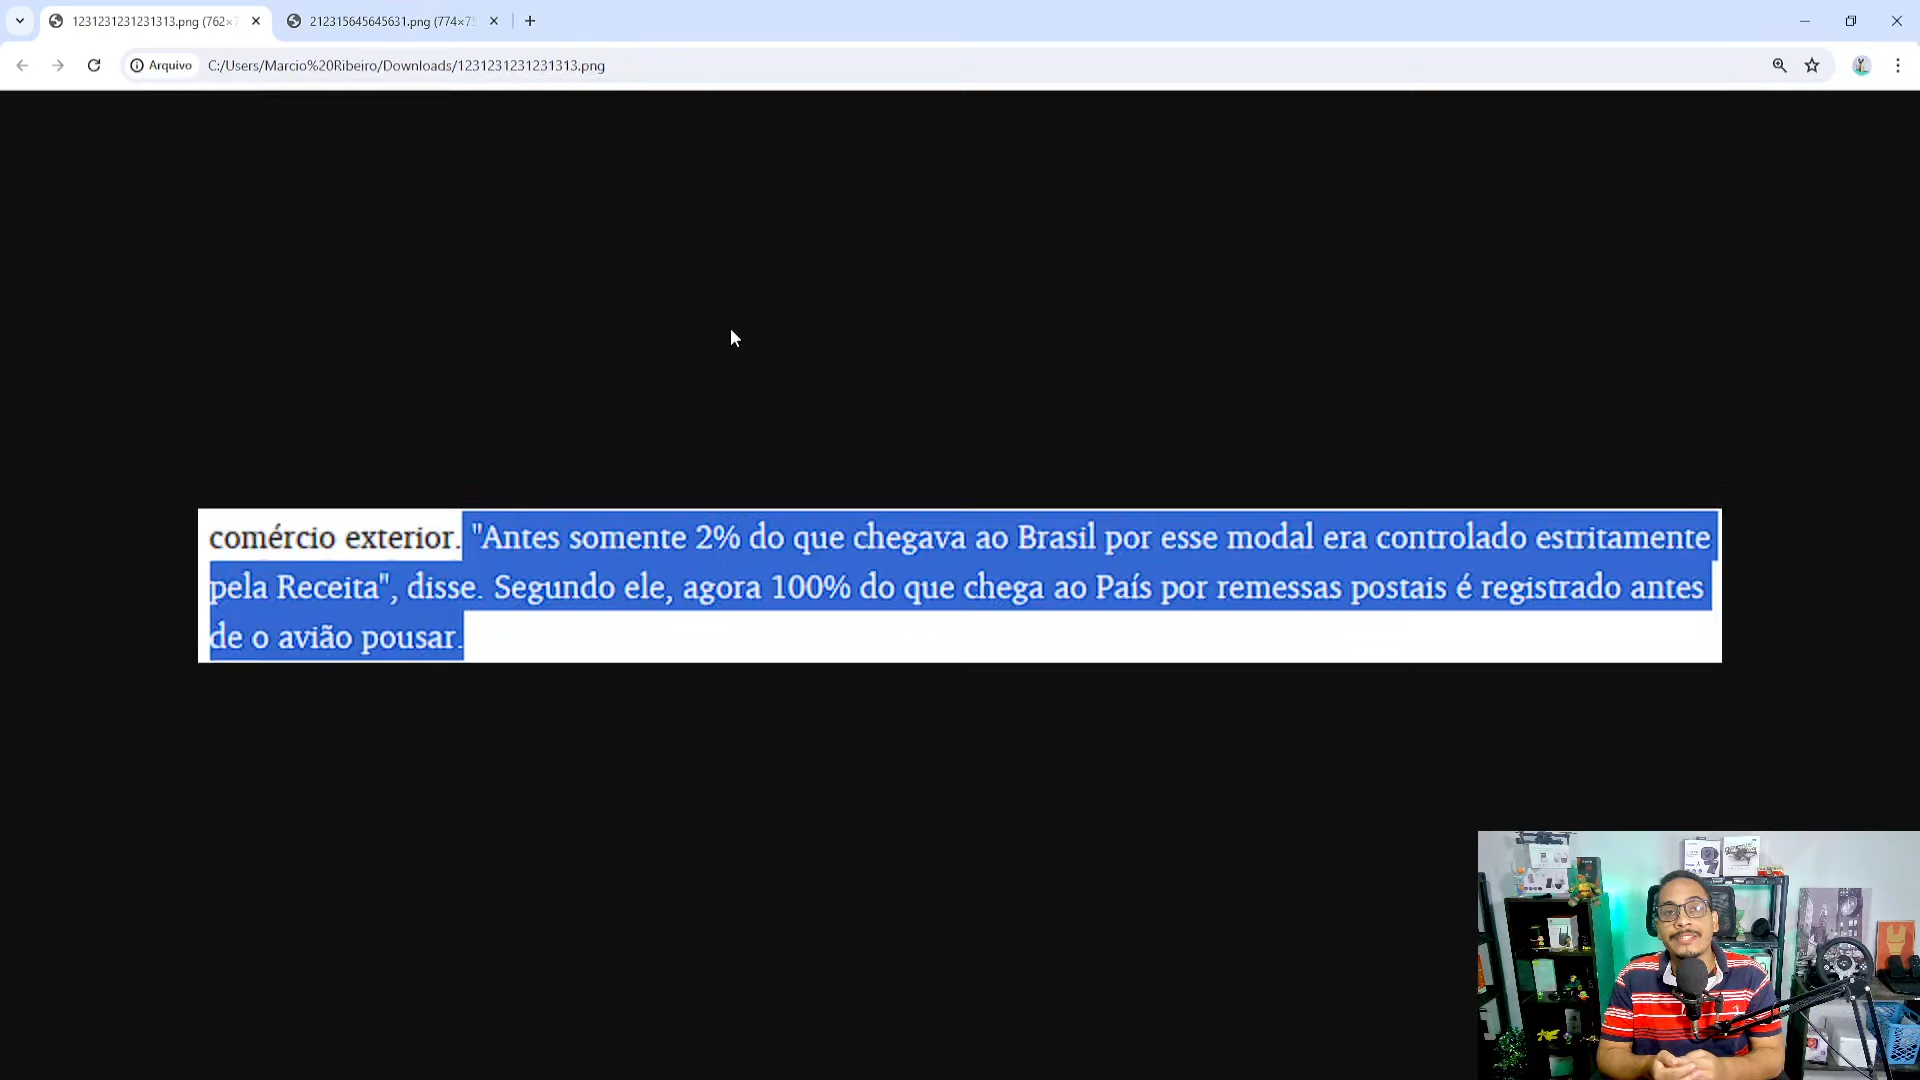 1231231231231313.png (762×7
212315645645631.png (774×75
Arquivo
C:/Users/Marcio%20Ribeiro/Downloads/1231231231231313.png
comércio exterior. "Antes somente 2% do que chegava ao Brasil por esse modal era controlado estritamente
pela Receita", disse. Segundo ele, agora 100% do que chega ao País por remessas postais é registrado antes
de o avião pousar.